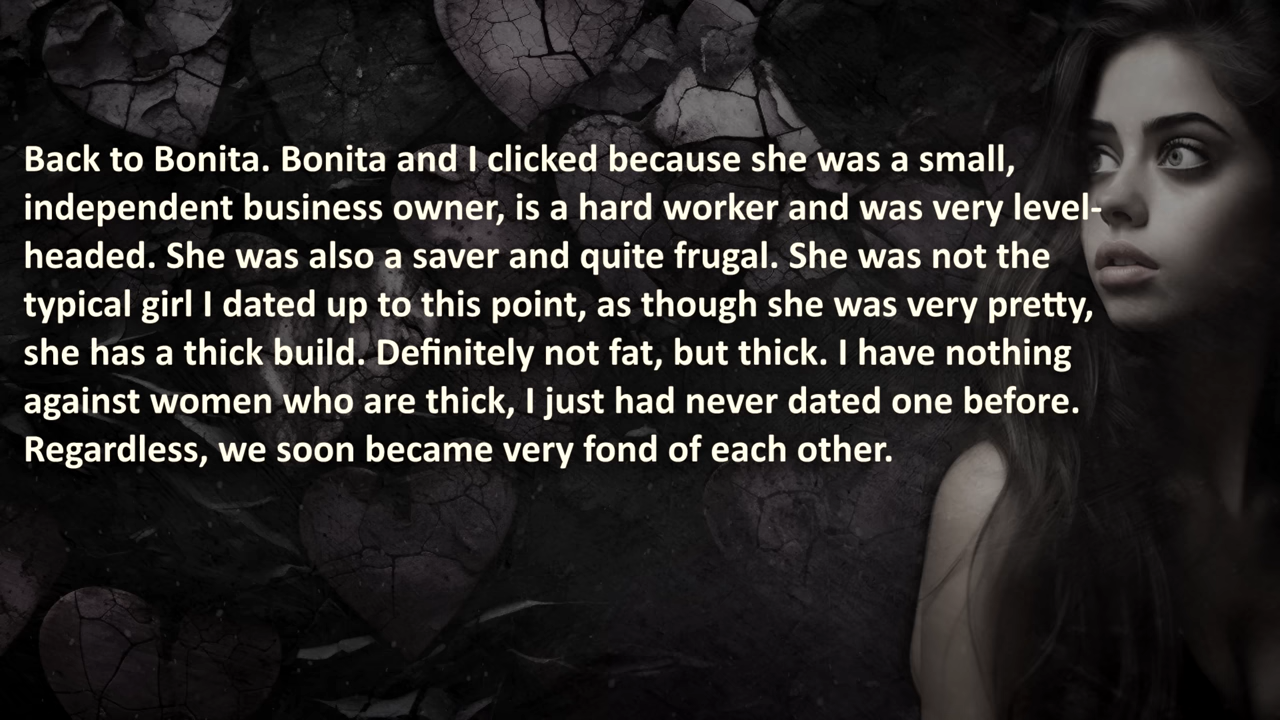 Back to Bonita. Bonita and I clicked because she was a small,
independent business owner, is a hard worker and was very level-
headed. She was also a saver and quite frugal. She was not the
typical girl I dated up to this point, as though she was very pretty,
she has a thick build. Definitely not fat, but thick. I have nothing
against women who are thick, I just had never dated one before.
Regardless, we soon became very fond of each other.